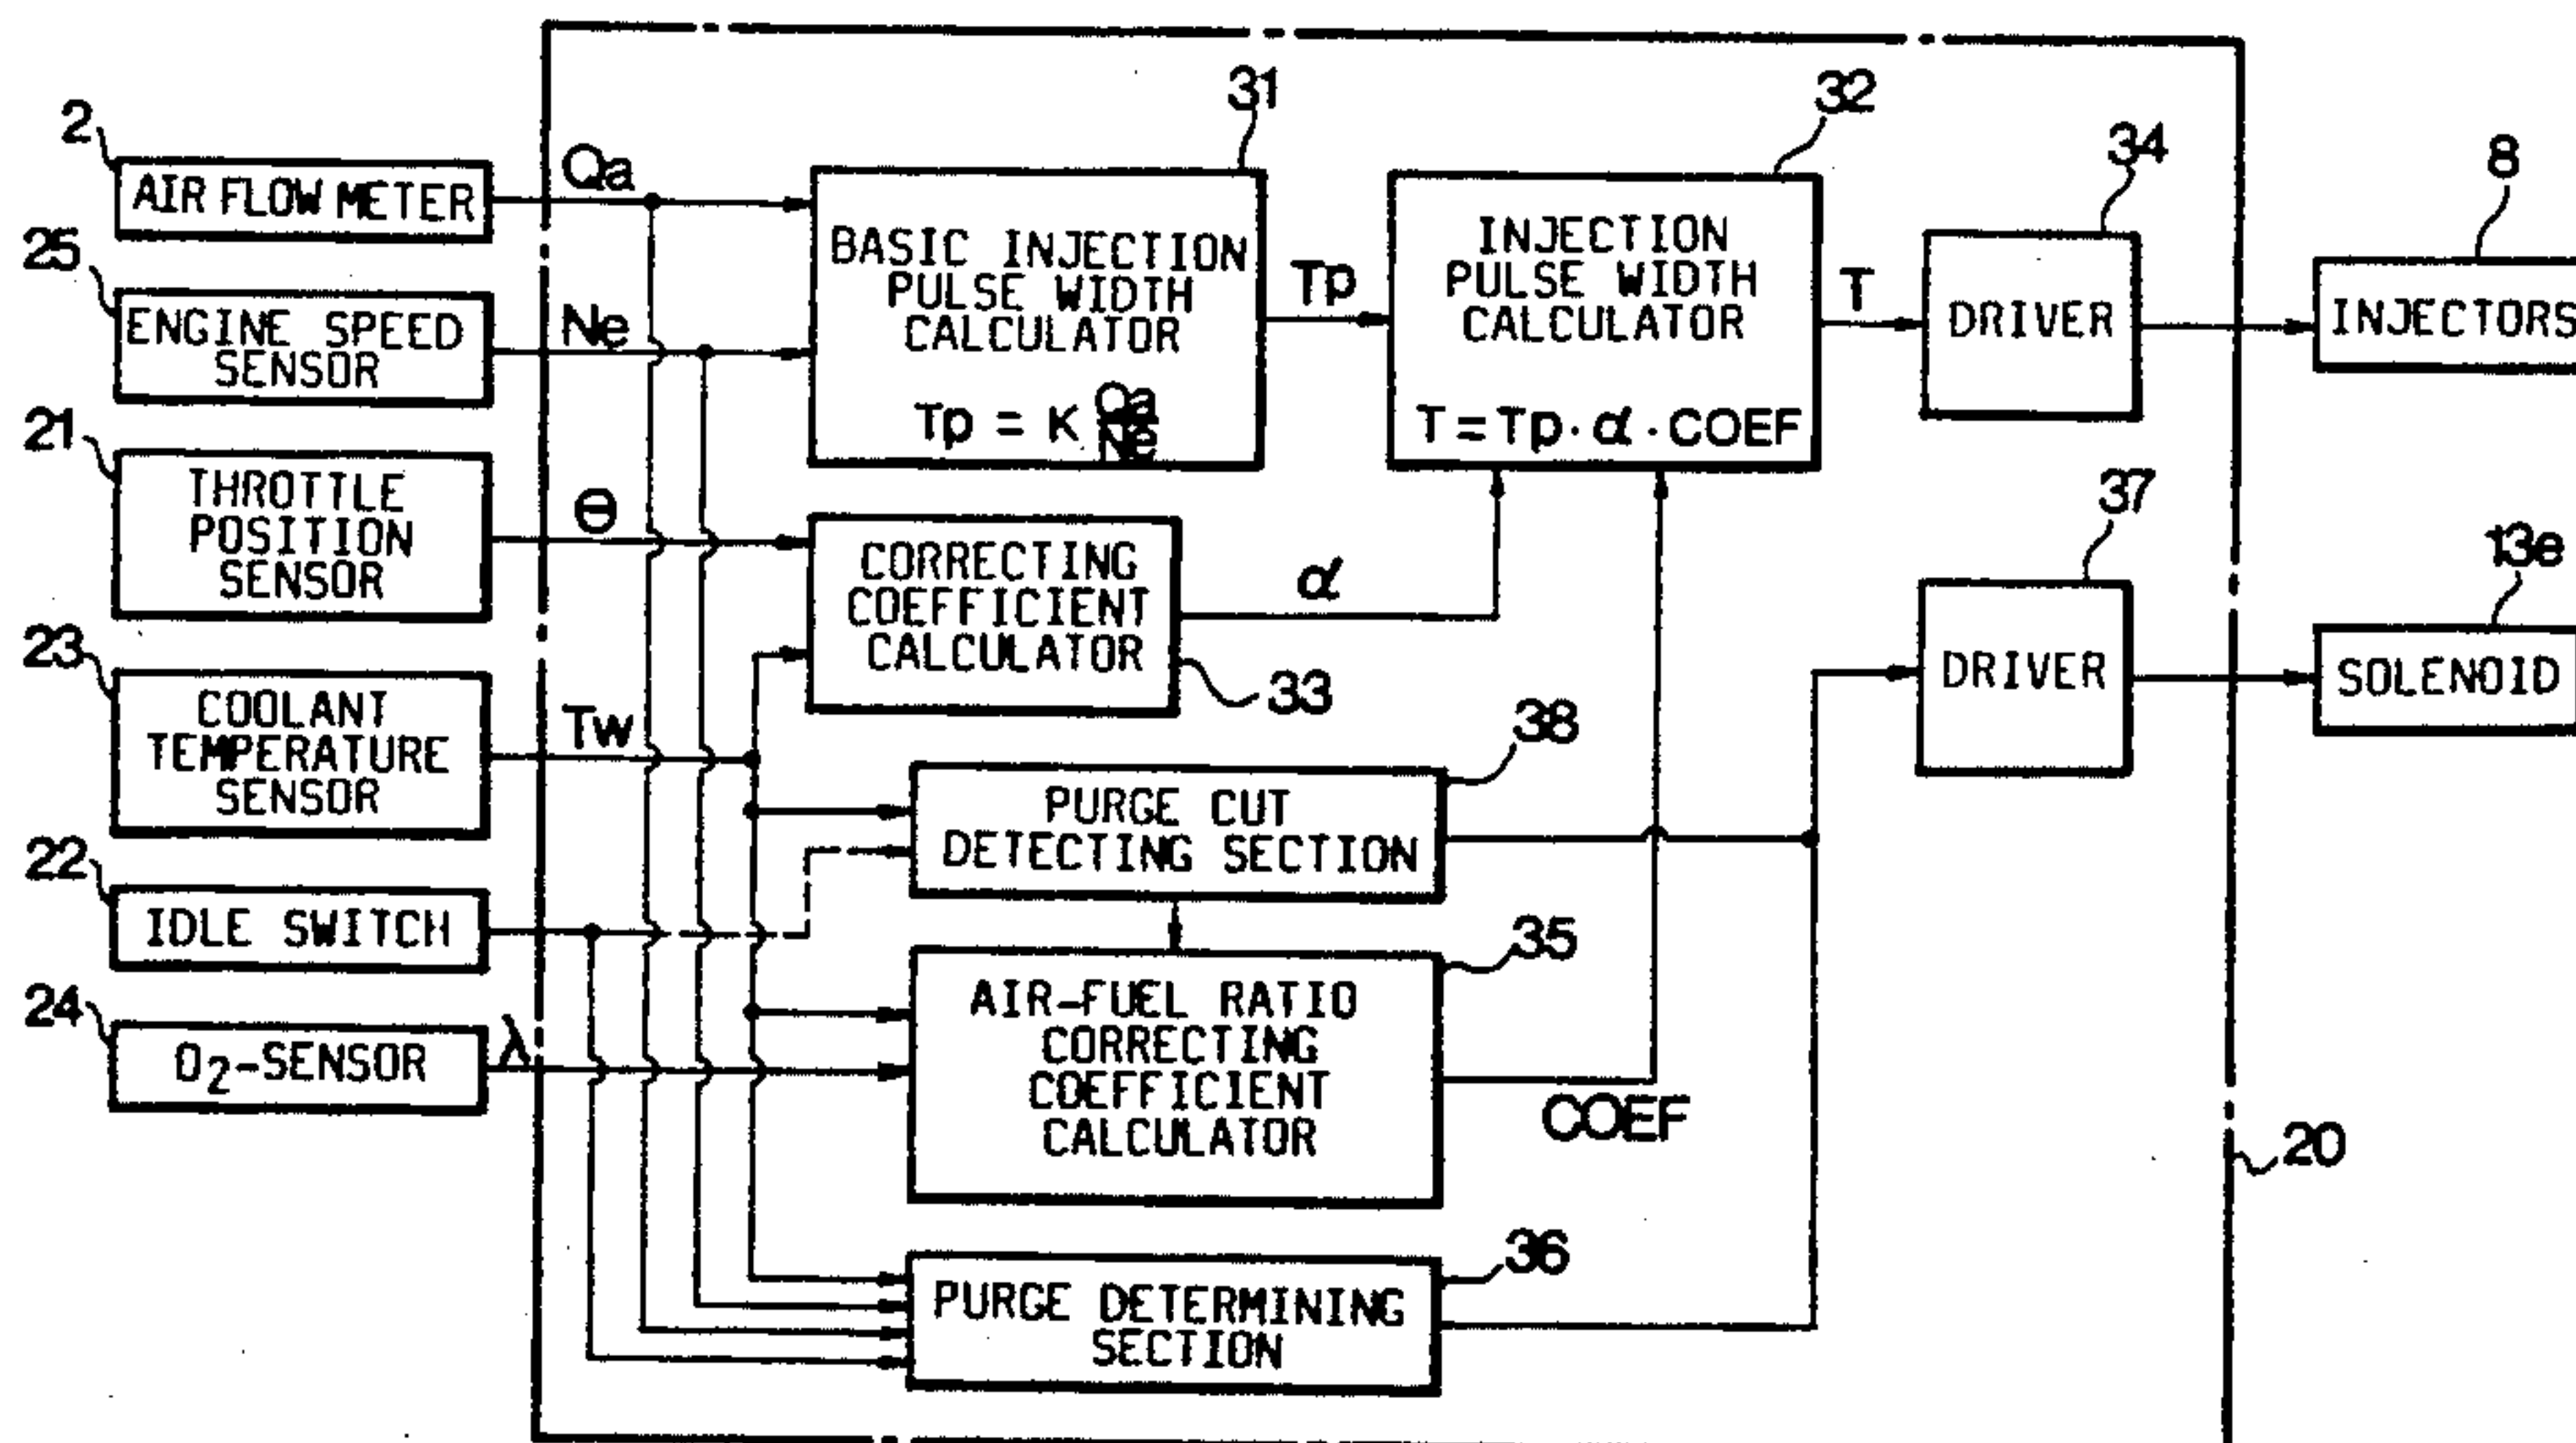 31
32
2
Qa
34
AIR FLOW METER
8
25
BASIC INJECTION
PULSE WIDTH
CALCULATOR
INJECTION
PULSE WIDTH
CALCULATOR
Tp
T
DRIVER
INJECTORS
ENGINE SPEED
SENSOR
Ne
Tp = K Qa
Ne
T = Tp · α · COEF
21
THROTTLE
POSITION
SENSOR
θ
37
13e
CORRECTING
COEFFICIENT
CALCULATOR
α
33
DRIVER
SOLENOID
23
COOLANT
TEMPERATURE
SENSOR
Tw
38
PURGE CUT
DETECTING SECTION
22
IDLE SWITCH
35
AIR-FUEL RATIO
CORRECTING
COEFFICIENT
CALCULATOR
24
O2-SENSOR
λ
COEF
20
36
PURGE DETERMINING
SECTION